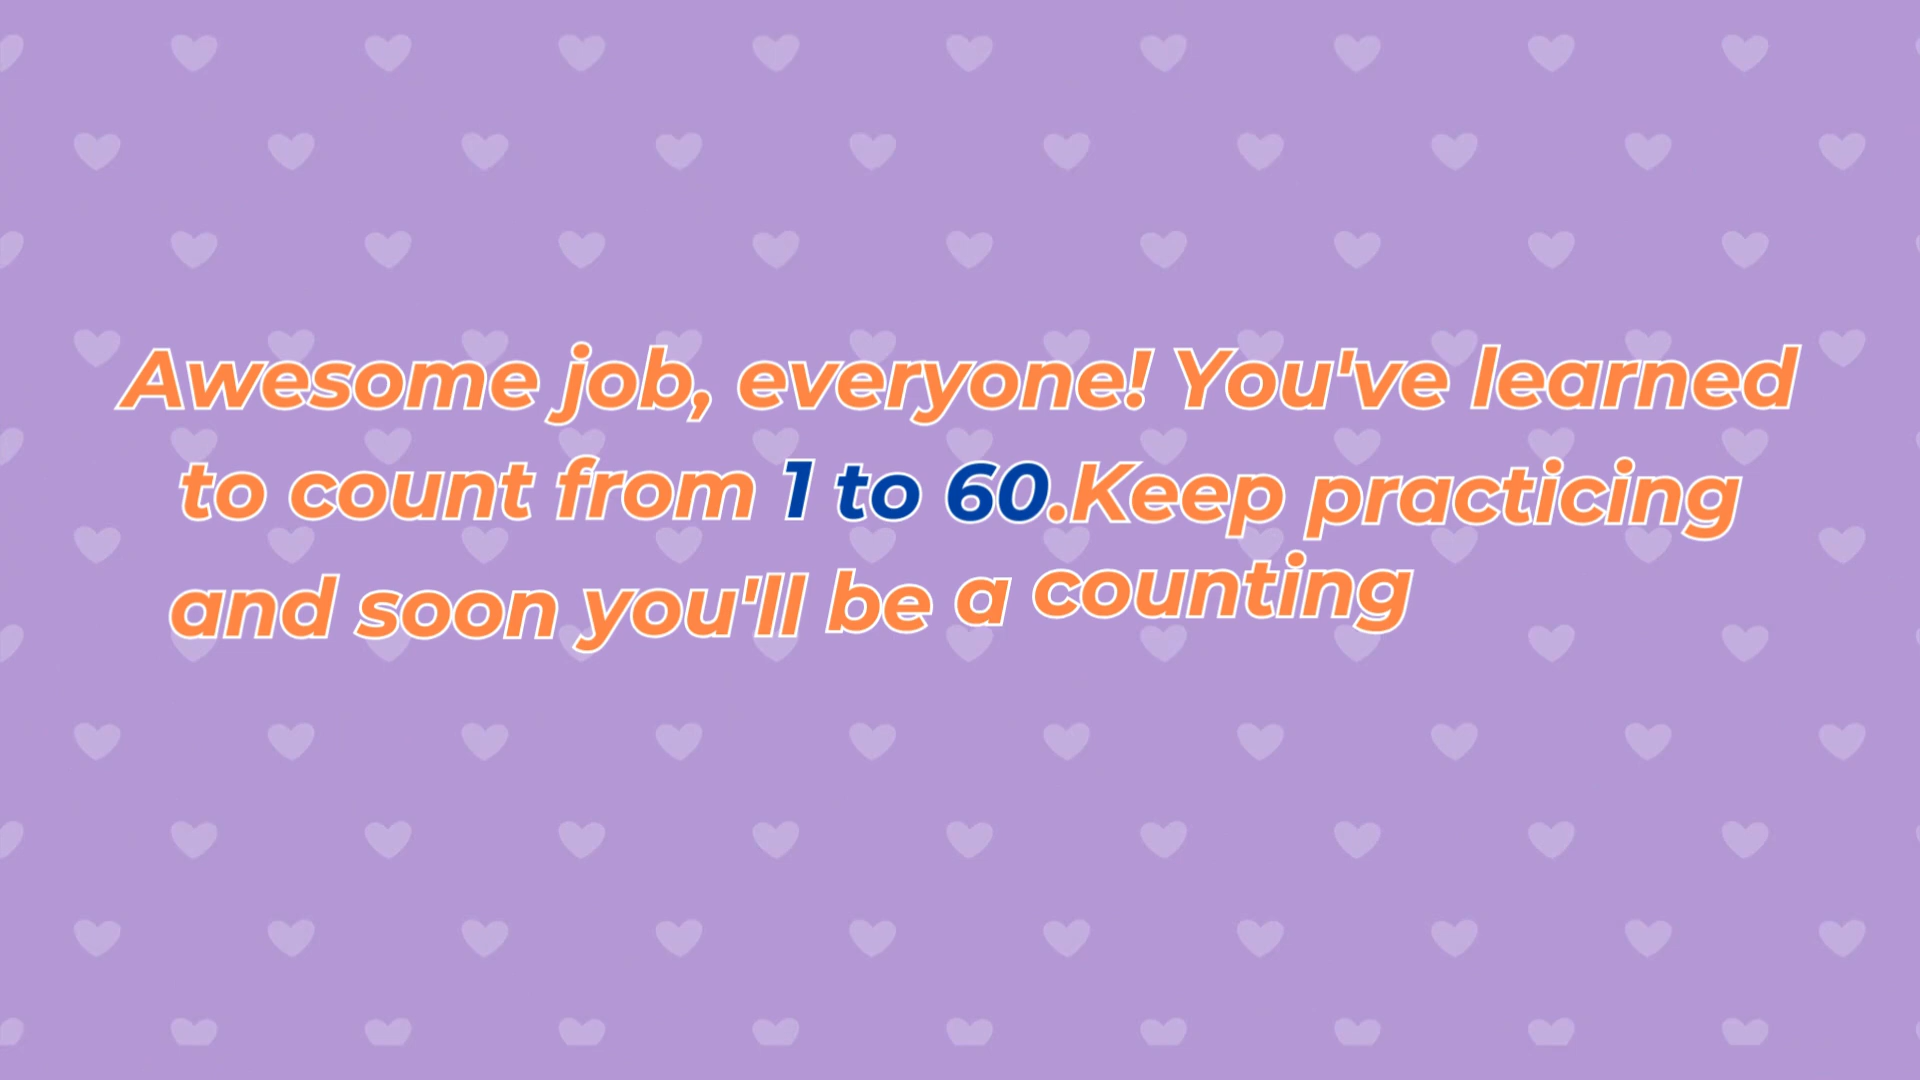 Awesome job, everyone! You've learned
to count from 1 to 60.Keep practicing
and soon you'll be a counting